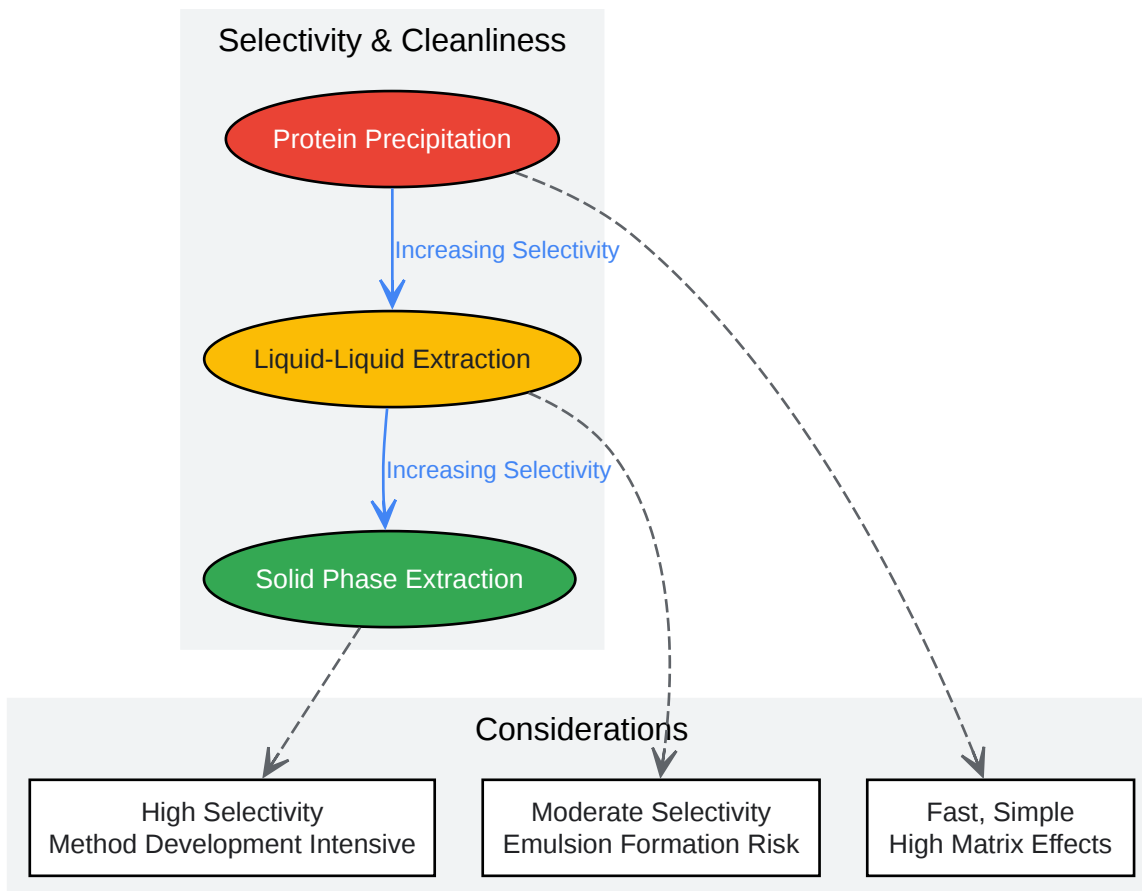 Selectivity & Cleanliness
Protein Precipitation
Increasing Selectivity
Liquid-Liquid Extraction
Increasing Selectivity
Solid Phase Extraction
Considerations
High Selectivity
Method Development Intensive
Moderate Selectivity
Emulsion Formation Risk
Fast, Simple
High Matrix Effects